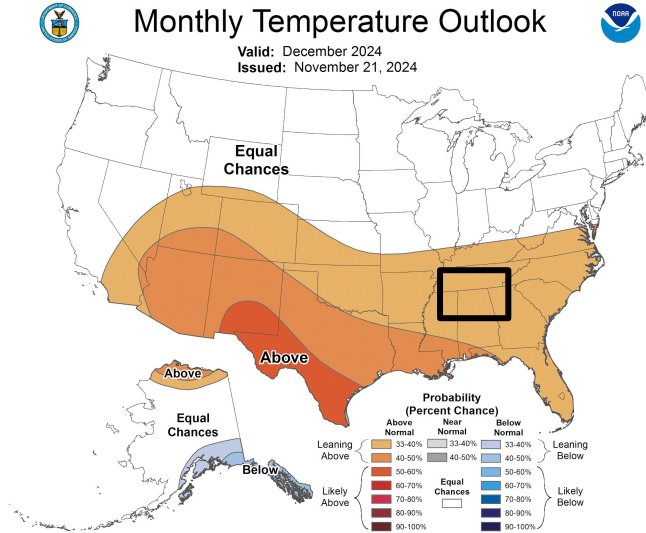 Monthly Temperature Outlook
Valid: December 2024
Issued: November 21, 2024
NOAA
Equal
Chances
Above
Above
Equal
Chances
Below
Probability
(Percent Chance)
Above
Normal
Near
Normal
Below
Normal
Leaning
Above
33-40%
40-50%
33-40%
40-50%
33-40%
40-50%
Leaning
Below
Likely
Above
50-60%
60-70%
70-80%
80-90%
90-100%
Equal
Chances
50-60%
60-70%
70-80%
80-90%
90-100%
Likely
Below